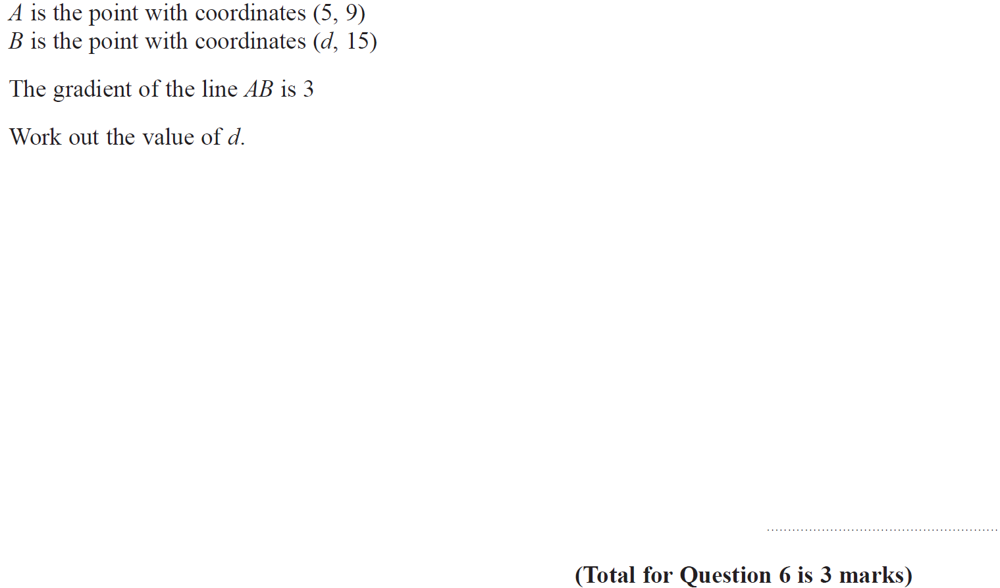 A is the point with coordinates (5, 9)
B is the point with coordinates (d, 15)
The gradient of the line AB is 3
Work out the value of d.
......................................................
(Total for Question 6 is 3 marks)